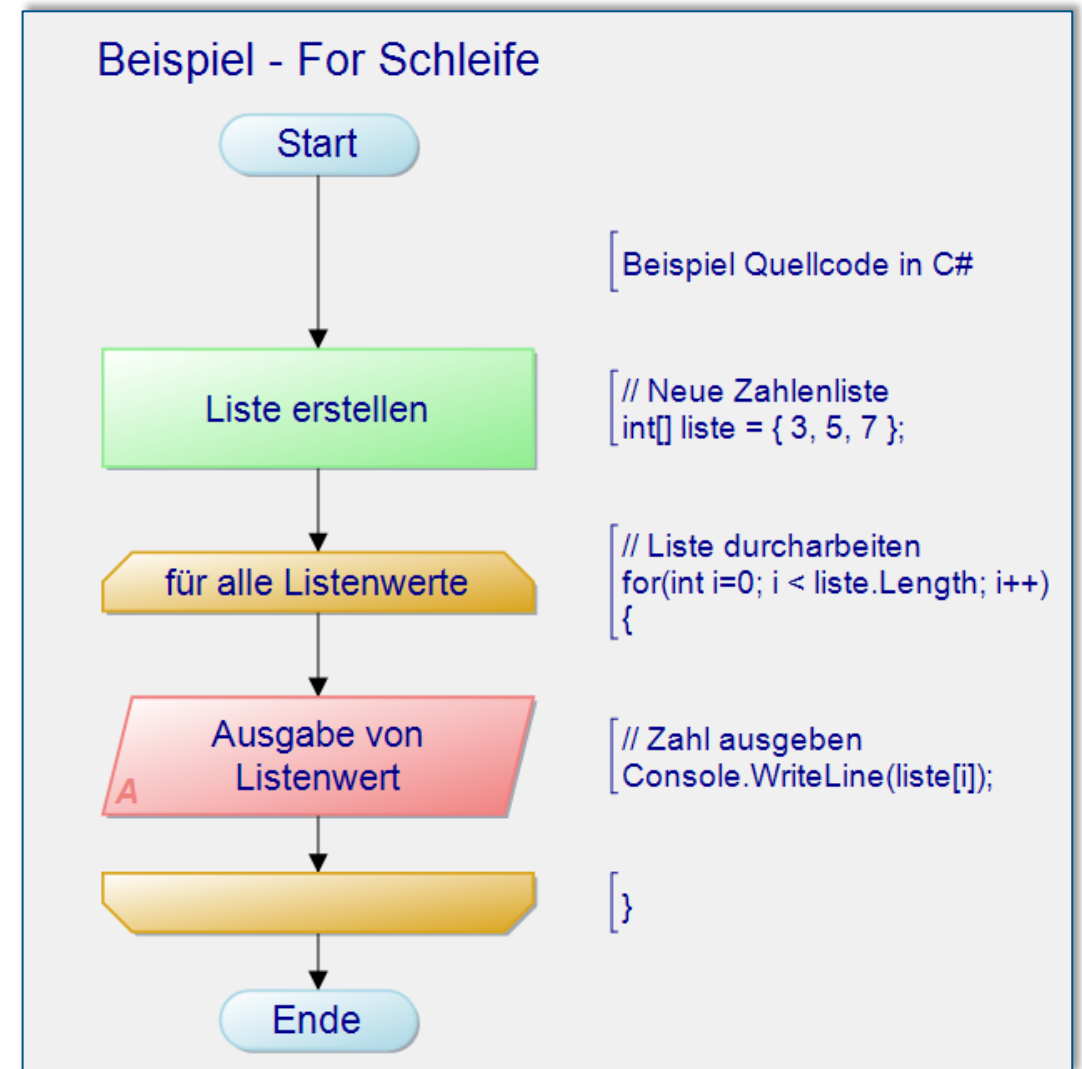 Beispiel - For Schleife
Start
Beispiel Quellcode in C#
Liste erstellen
// Neue Zahlenliste
int[] liste = { 3, 5, 7 };
für alle Listenwerte
// Liste durcharbeiten
for(int i=0; i < liste.Length; i++)
{
Ausgabe von
Listenwert
A
// Zahl ausgeben
Console.WriteLine(liste[i]);
}
Ende